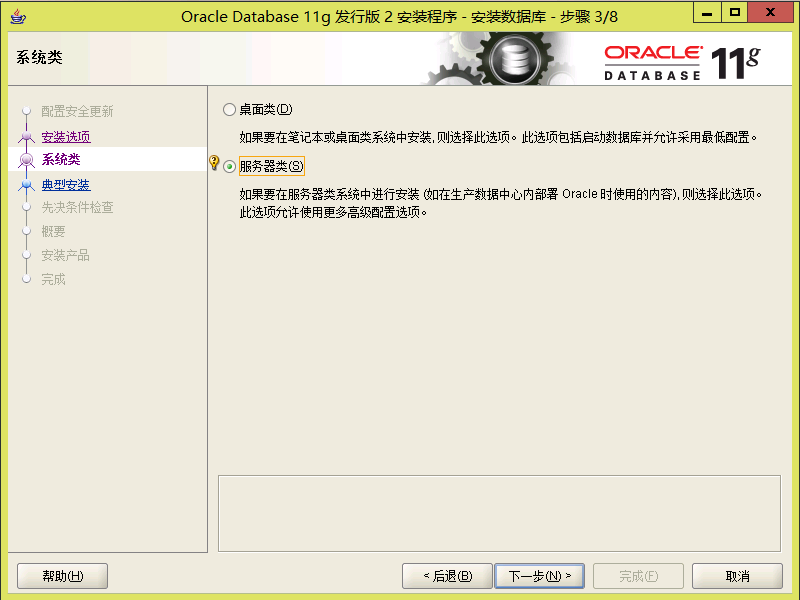 Oracle Database 11g 发行版 2 安装程序 - 安装数据库 - 步骤 3/8
系统类
ORACLE
DATABASE
11g
配置安全更新
安装选项
系统类
典型安装
先决条件检查
概要
安装产品
完成
桌面类(D)
如果要在笔记本或桌面类系统中安装,则选择此选项。此选项包括启动数据库并允许采用最低配置。
服务器类(S)
如果要在服务器类系统中进行安装 (如在生产数据中心内部署 Oracle 时使用的内容),则选择此选项。
此选项允许使用更多高级配置选项。
帮助(H)
< 后退(B)
下一步(N) >
完成(F)
取消